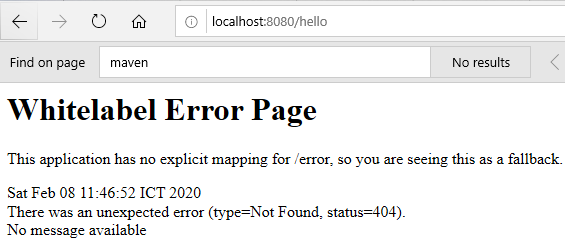 localhost:8080/hello
Find on page maven No results
Whitelabel Error Page
This application has no explicit mapping for /error, so you are seeing this as a fallback.
Sat Feb 08 11:46:52 ICT 2020
There was an unexpected error (type=Not Found, status=404).
No message available